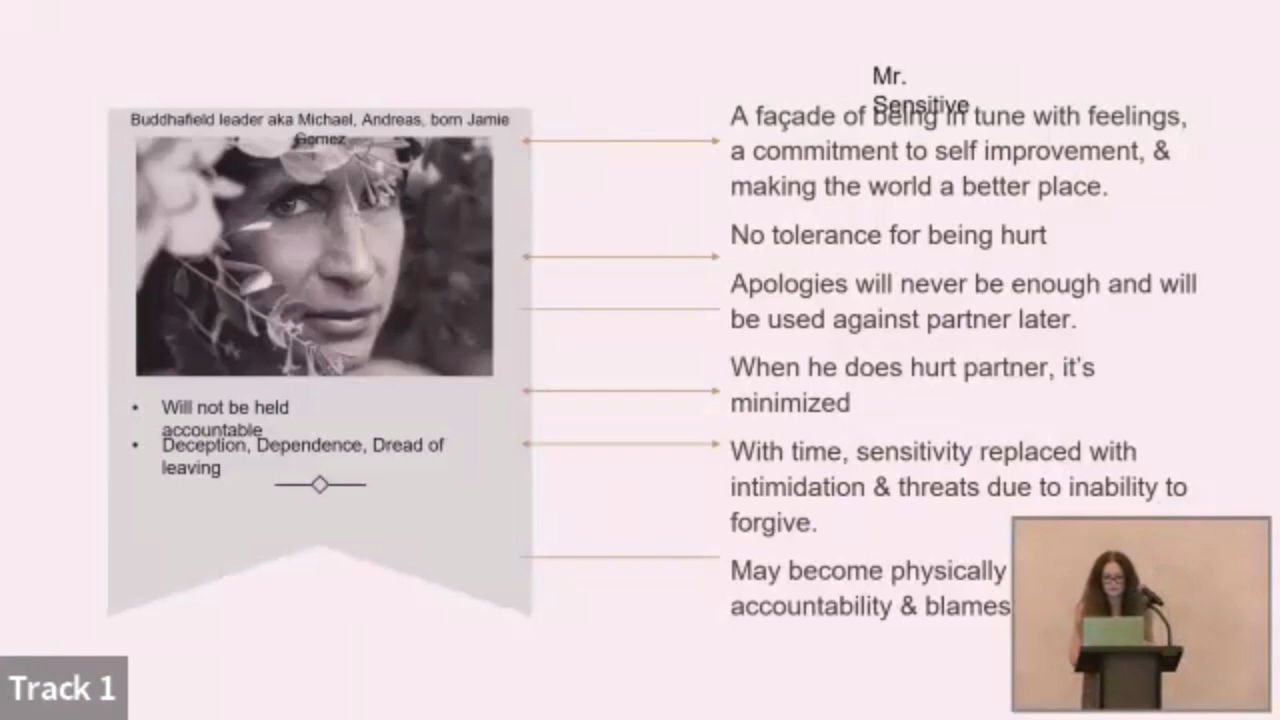 Mr.
Sensitive
Buddhafield leader aka Michael, Andreas, born Jamie
Gomez
Will not be held
accountable
Deception, Dependence, Dread of
leaving
A façade of being in tune with feelings,
a commitment to self improvement, &
making the world a better place.
No tolerance for being hurt
Apologies will never be enough and will
be used against partner later.
When he does hurt partner, it's
minimized
With time, sensitivity replaced with
intimidation & threats due to inability to
forgive.
May become physically
accountability & blames
Track 1